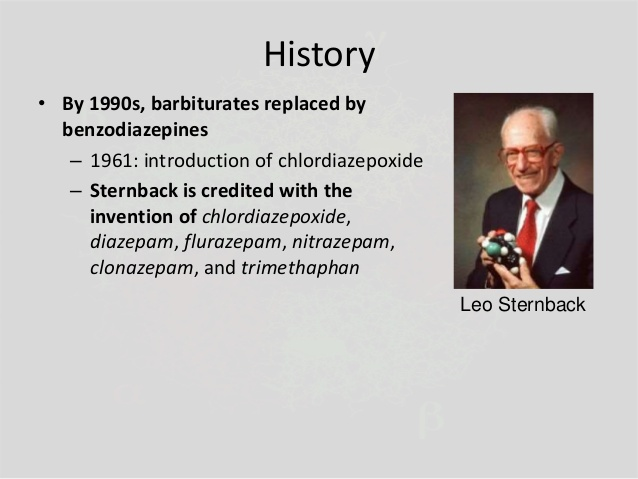 History
• By 1990s, barbiturates replaced by
benzodiazepines
– 1961: introduction of chlordiazepoxide
– Sternback is credited with the
invention of chlordiazepoxide,
diazepam, flurazepam, nitrazepam,
clonazepam, and trimethaphan
Leo Sternback
β